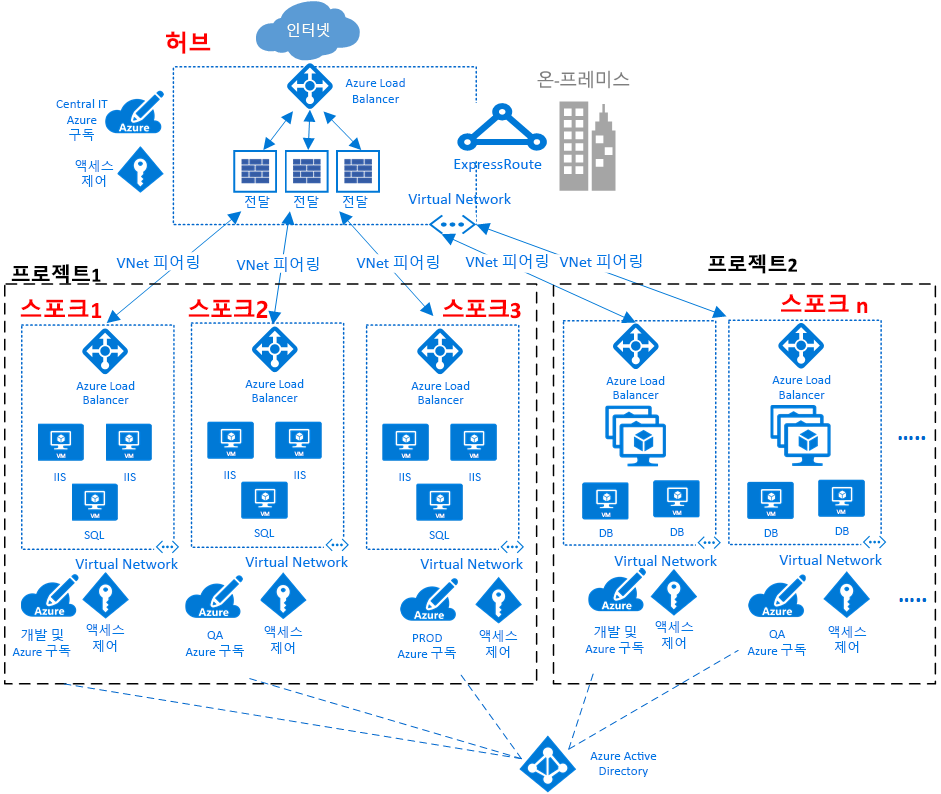 인터넷
허브
Azure Load
Balancer
온-프레미스
Central IT
Azure
구독
Azure
액세스
제어
ExpressRoute
전달
전달
전달
Virtual Network
VNet 피어링
VNet 피어링
VNet 피어링
VNet 피어링
VNet 피어링
프로젝트1
프로젝트2
스포크1
스포크2
스포크3
스포크 n
Azure Load
Balancer
Azure Load
Balancer
Azure Load
Balancer
Azure Load
Balancer
Azure Load
Balancer
VM
VM
VM
VM
VM
VM
IIS
IIS
IIS
IIS
IIS
IIS
.....
VM
VM
VM
VM
VM
VM
VM
SQL
SQL
SQL
DB
DB
DB
DB
Virtual Network
Virtual Network
Virtual Network
Virtual Network
Virtual Network
Azure
Azure
Azure
Azure
Azure
.....
개발 및
Azure 구독
액세스
제어
QA
Azure 구독
액세스
제어
PROD
Azure 구독
액세스
제어
개발 및
Azure 구독
액세스
제어
QA
Azure 구독
액세스
제어
Azure Active
Directory